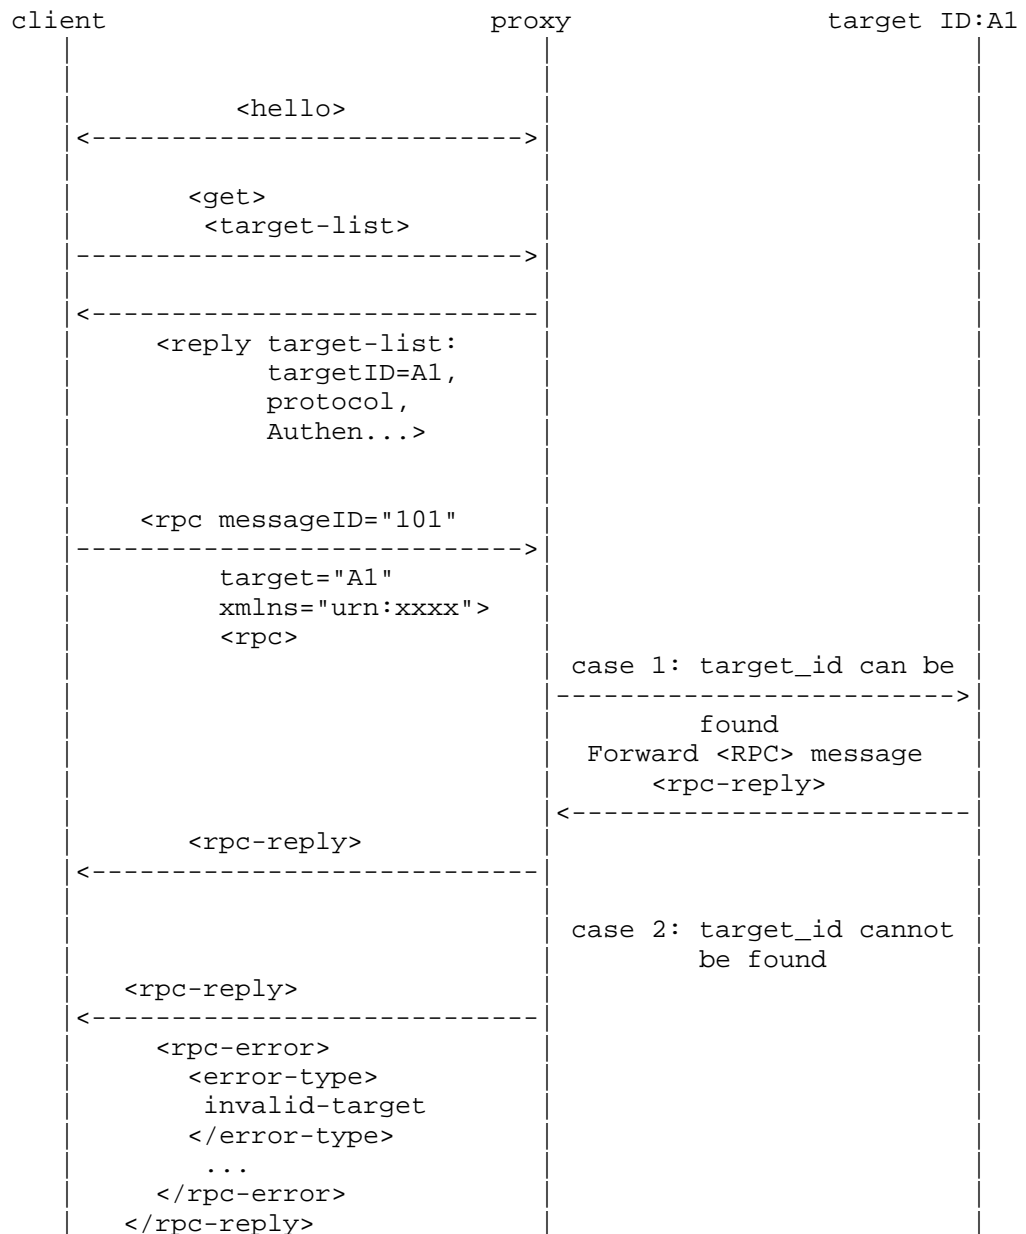 client proxy target ID:A1
<hello>
<get>
<target-list>
<reply target-list:
targetID=A1,
protocol,
Authen...>
<rpc messageID="101"
target="A1"
xmlns="urn:xxxx">
<rpc>
case 1: target_id can be
found
Forward <RPC> message
<rpc-reply>
<rpc-reply>
case 2: target_id cannot
be found
<rpc-reply>
<rpc-error>
<error-type>
invalid-target
</error-type>
...
</rpc-error>
</rpc-reply>